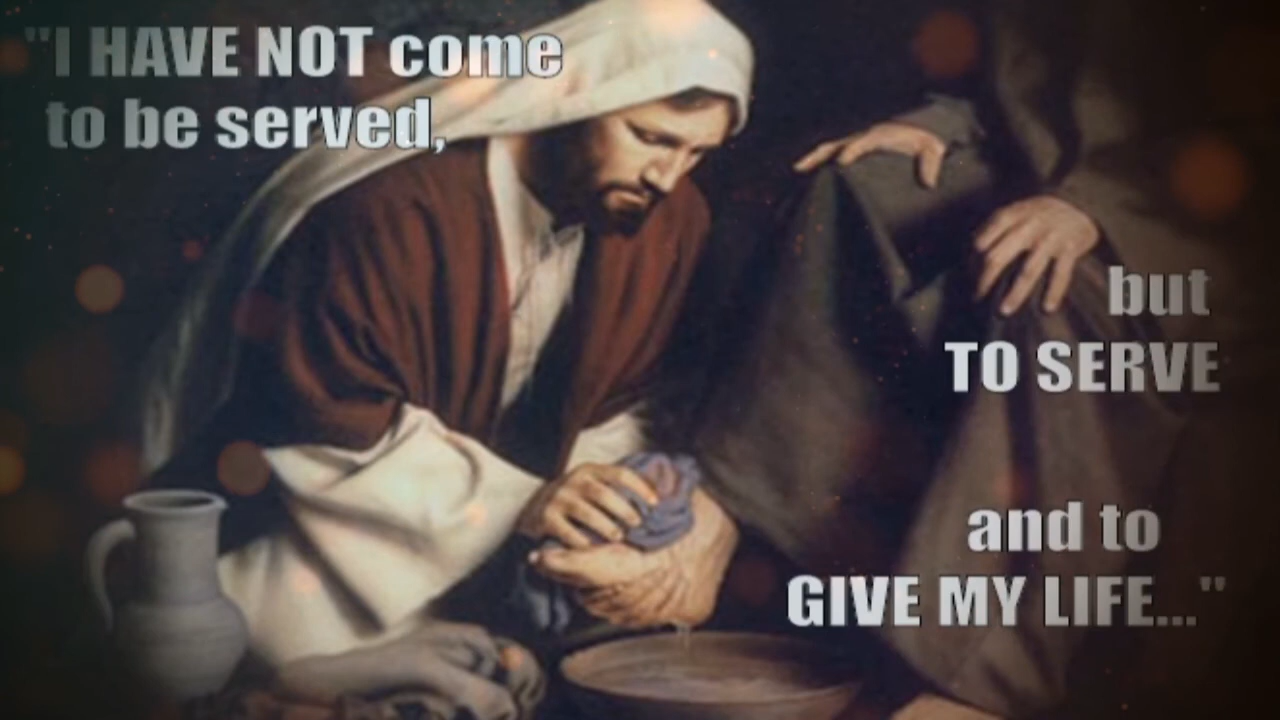 "I HAVE NOT come
to be served,
but
TO SERVE
and to
GIVE MY LIFE..."